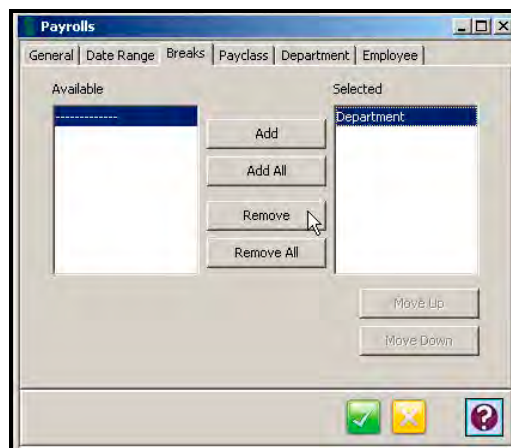 Payrolls
General Date Range Breaks Payclass Department Employee
Available Selected
------------- Department
Add
Add All
Remove
Remove All
Move Up
Move Down
?